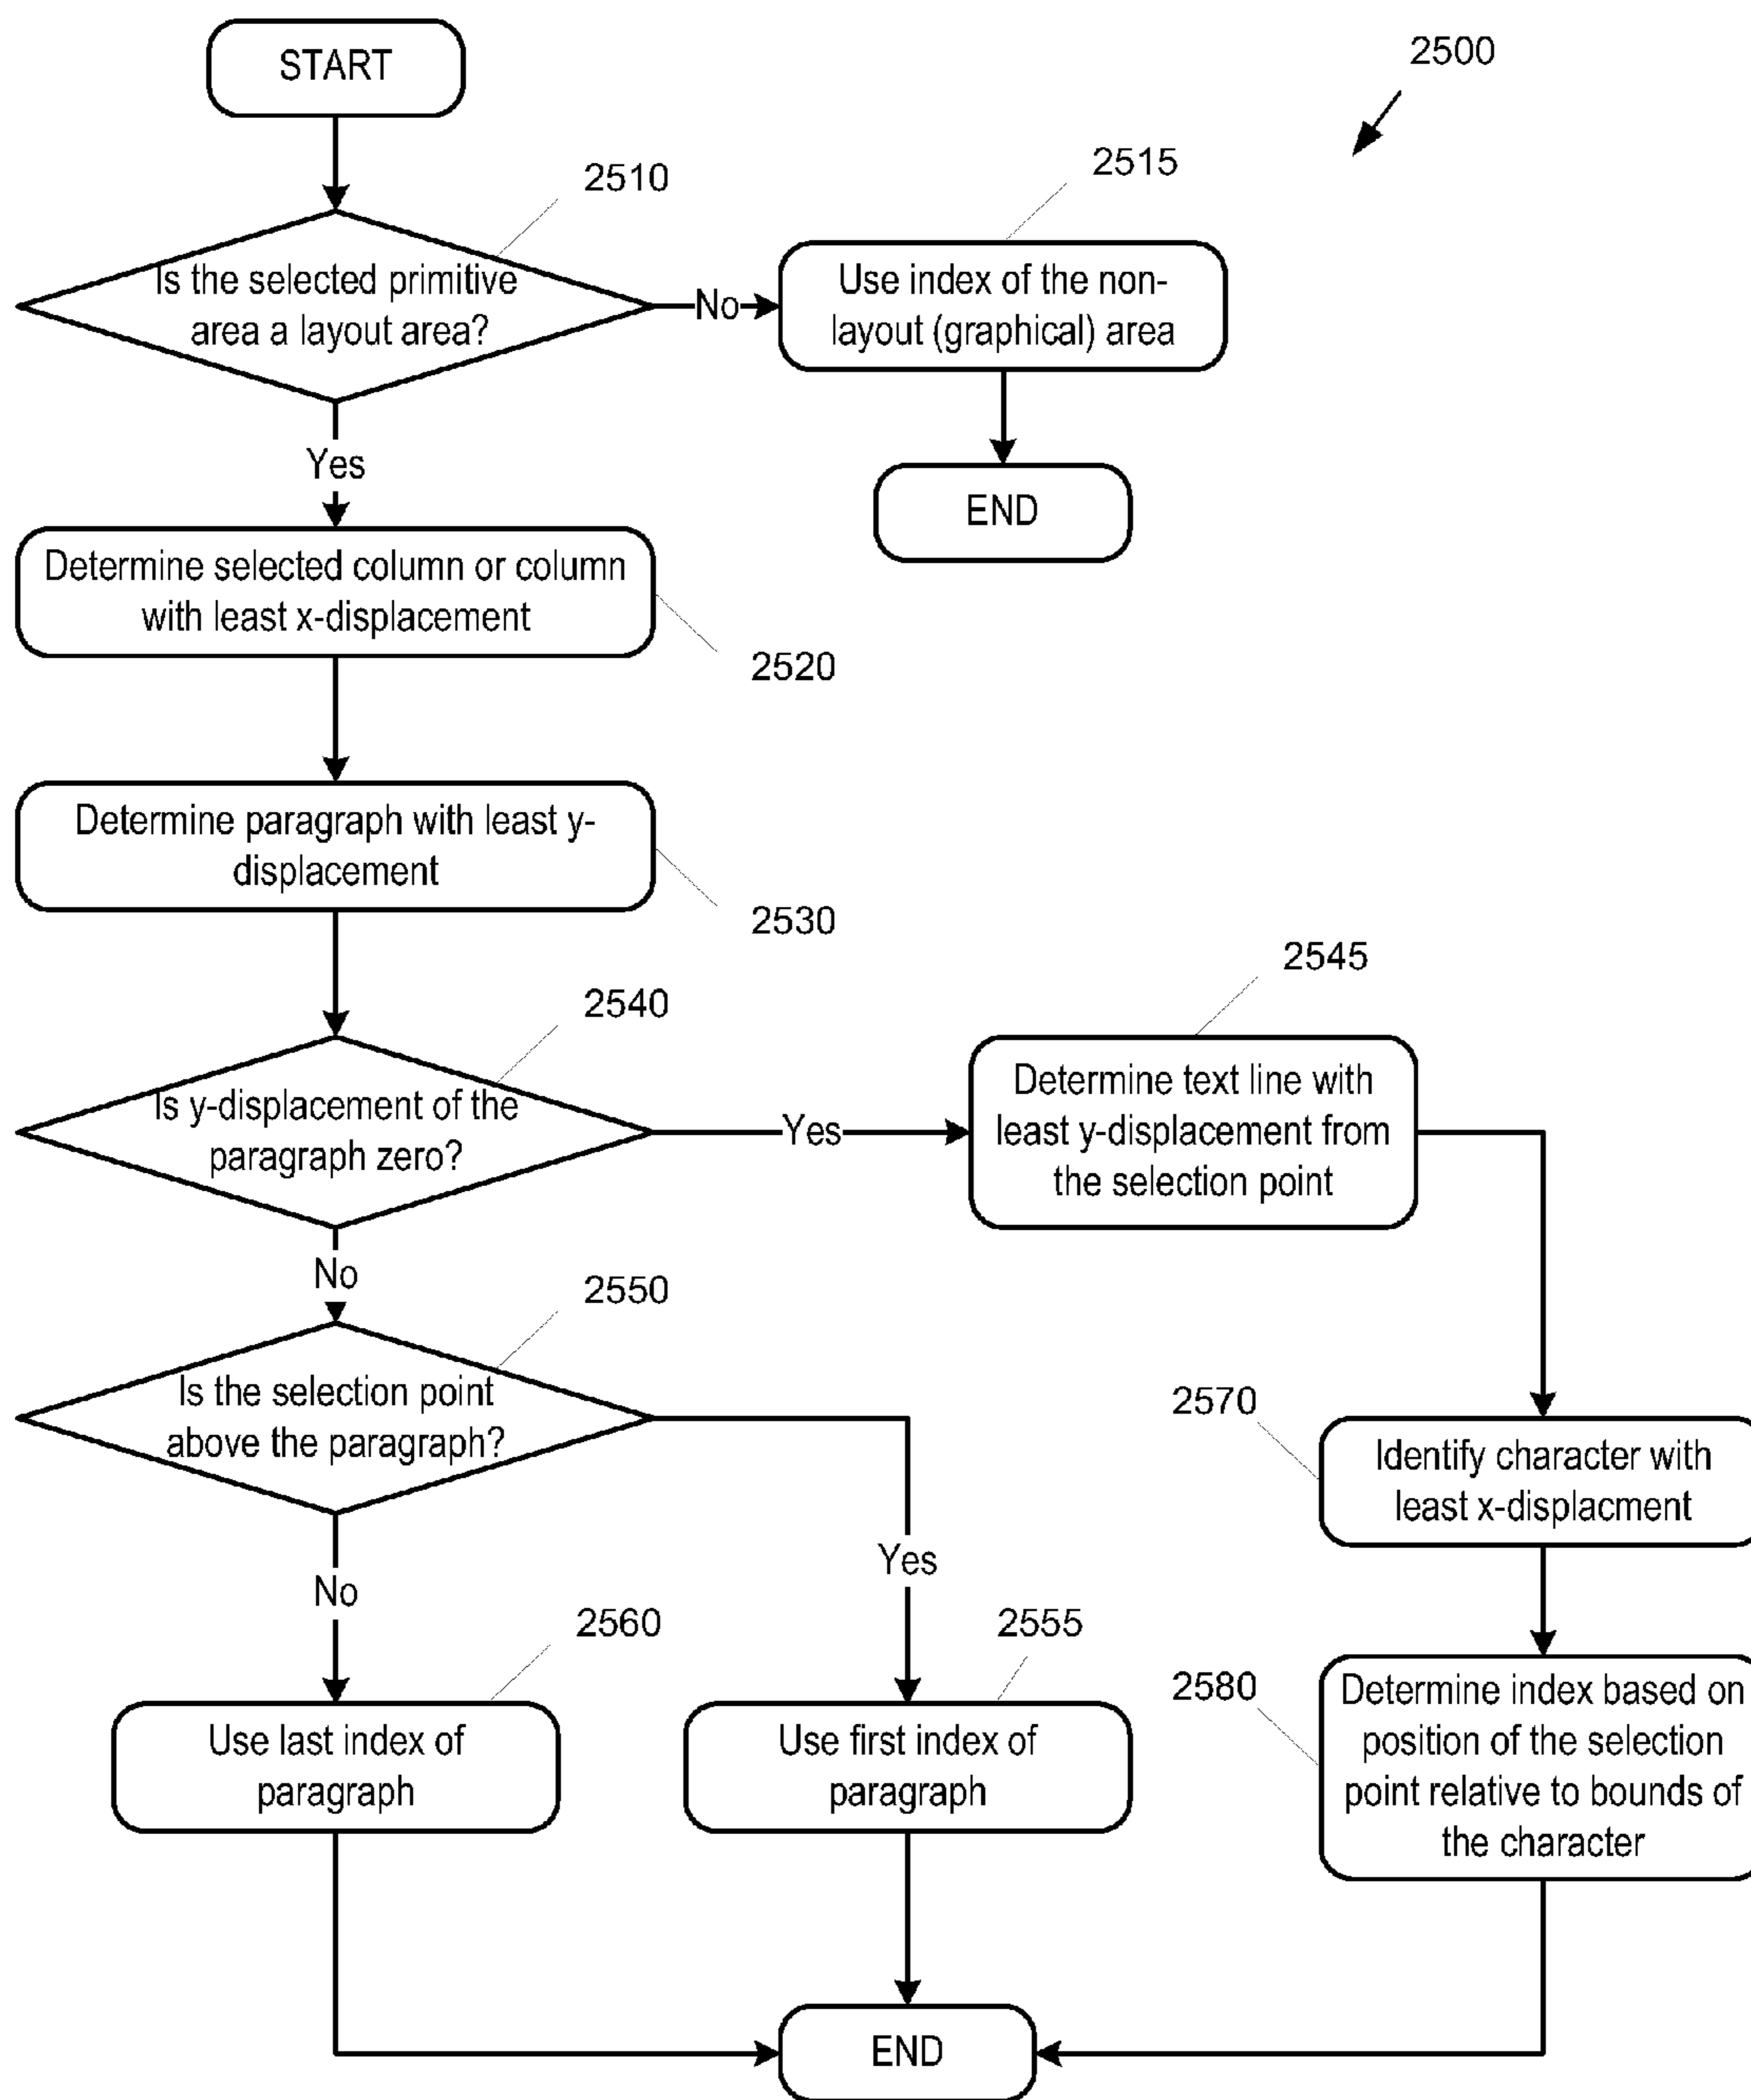 START
2500
2510
2515
Is the selected primitive
area a layout area?
No
Use index of the non-
layout (graphical) area
Yes
END
Determine selected column or column
with least x-displacement
2520
Determine paragraph with least y-
displacement
2530
2540
2545
Is y-displacement of the
paragraph zero?
Yes
Determine text line with
least y-displacement from
the selection point
No
2550
Is the selection point
above the paragraph?
2570
Identify character with
least x-displacment
Yes
No
2560
2555
2580
Use last index of
paragraph
Use first index of
paragraph
Determine index based on
position of the selection
point relative to bounds of
the character
END